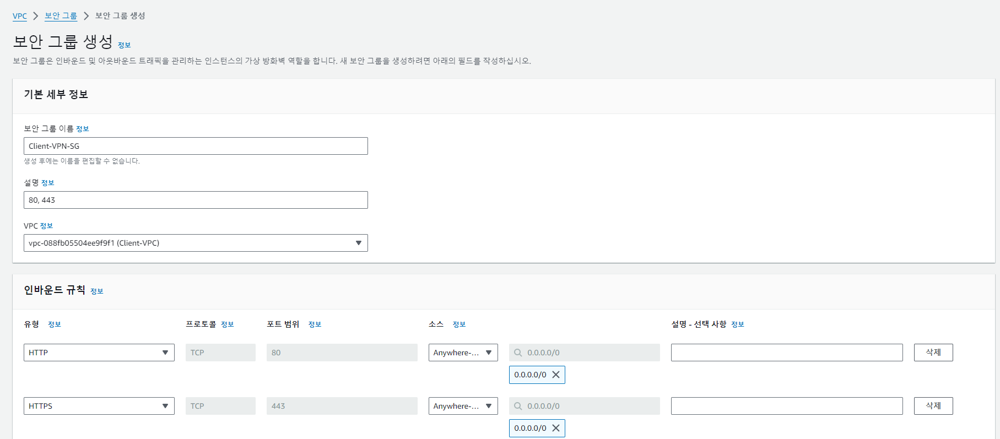 VPC > 보안 그룹 > 보안 그룹 생성
보안 그룹 생성 정보
보안 그룹은 인바운드 및 아웃바운드 트래픽을 관리하는 인스턴스의 가상 방화벽 역할을 합니다. 새 보안 그룹을 생성하려면 아래의 필드를 작성하십시오.
기본 세부 정보
보안 그룹 이름 정보
Client-VPN-SG
생성 후에는 이름을 편집할 수 없습니다.
설명 정보
80, 443
VPC 정보
vpc-088fb05504ee9f9f1 (Client-VPC)
인바운드 규칙 정보
유형 정보 프로토콜 정보 포트 범위 정보 소스 정보 설명 - 선택 사항 정보
HTTP TCP 80 Anywhere-... 0.0.0.0/0 삭제
0.0.0.0/0
HTTPS TCP 443 Anywhere-... 0.0.0.0/0 삭제
0.0.0.0/0